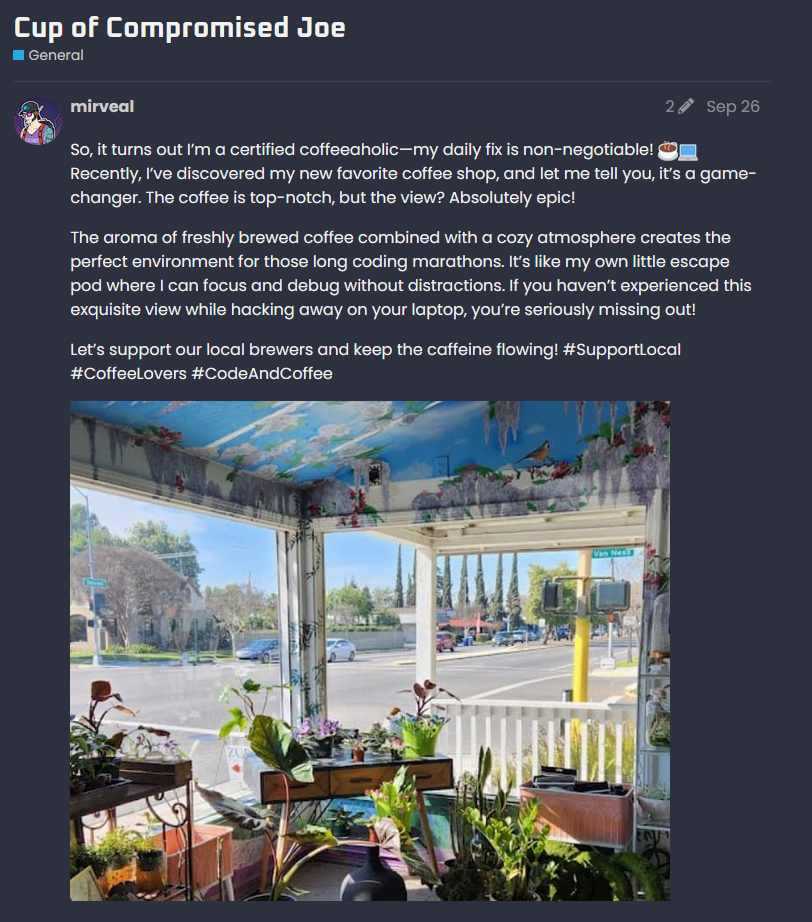 Cup of Compromised Joe
General
mirveal
2 Sep 26
So, it turns out I’m a certified coffeeaholic—my daily fix is non-negotiable!
Recently, I’ve discovered my new favorite coffee shop, and let me tell you, it’s a game-
changer. The coffee is top-notch, but the view? Absolutely epic!
The aroma of freshly brewed coffee combined with a cozy atmosphere creates the
perfect environment for those long coding marathons. It’s like my own little escape
pod where I can focus and debug without distractions. If you haven’t experienced this
exquisite view while hacking away on your laptop, you’re seriously missing out!
Let’s support our local brewers and keep the caffeine flowing! #SupportLocal
#CoffeeLovers #CodeAndCoffee
Van Ness